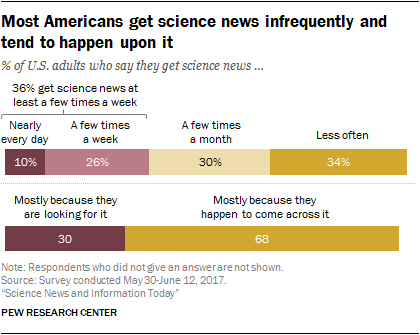 Most Americans get science news infrequently and
tend to happen upon it
% of U.S. adults who say they get science news ...
36% get science news at
least a few times a week
Nearly
every day
A few times
a week
A few times
a month
Less often
10%
26%
30%
34%
Mostly because they
are looking for it
Mostly because they
happen to come across it
30
68
Note: Respondents who did not give an answer are not shown.
Source: Survey conducted May 30-June 12, 2017.
“Science News and Information Today”
PEW RESEARCH CENTER